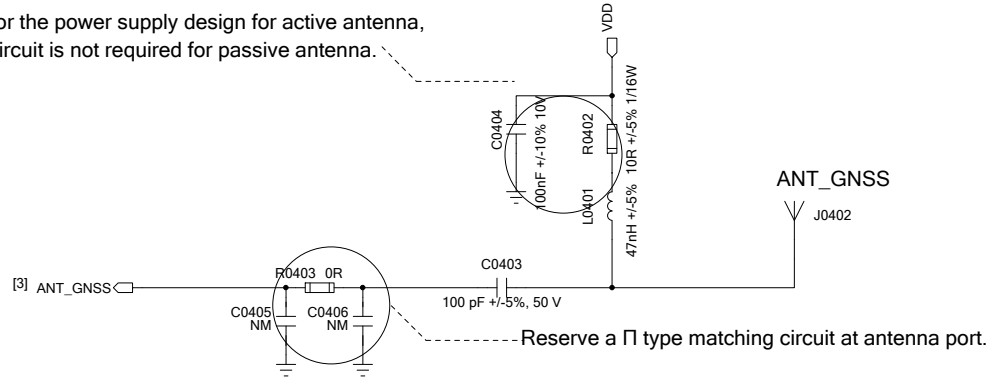 or the power supply design for active antenna,
ircuit is not required for passive antenna.
VDD
C0404
100nF +/-10% 10V
R0402
10R +/-5% 1/16W
L0401
47nH +/-5%
ANT_GNSS
J0402
[3] ANT_GNSS
R0403 0R
C0403
100 pF +/-5%, 50 V
C0405
NM
C0406
NM
Reserve a Π type matching circuit at antenna port.